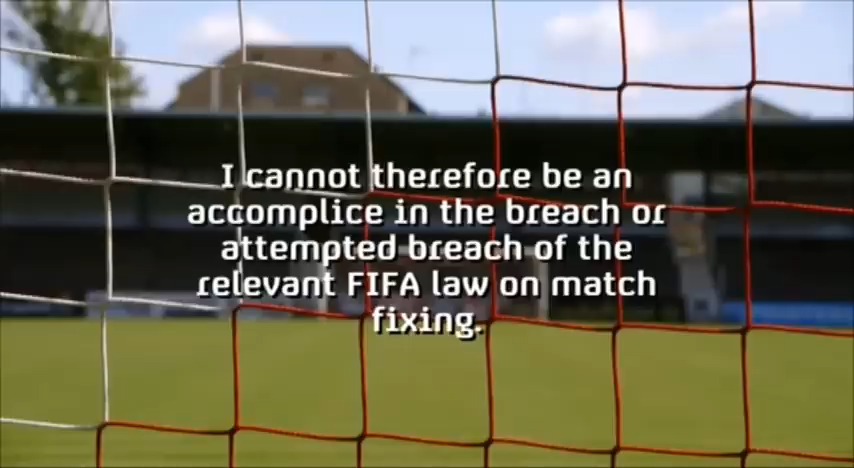 I cannot therefore be an
accomplice in the breach or
attempted breach of the
relevant FIFA law on match
fixing.